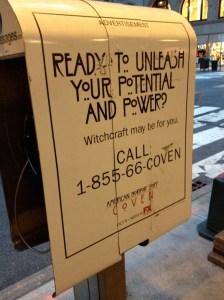 ADVERTISEMENT
READY TO UNLEASH
YOUR POTENTIAL
AND POWER?
Witchcraft may be for you.
CALL:
1-855-66-COVEN
AMERICAN HORROR STORY
COVEN
FX